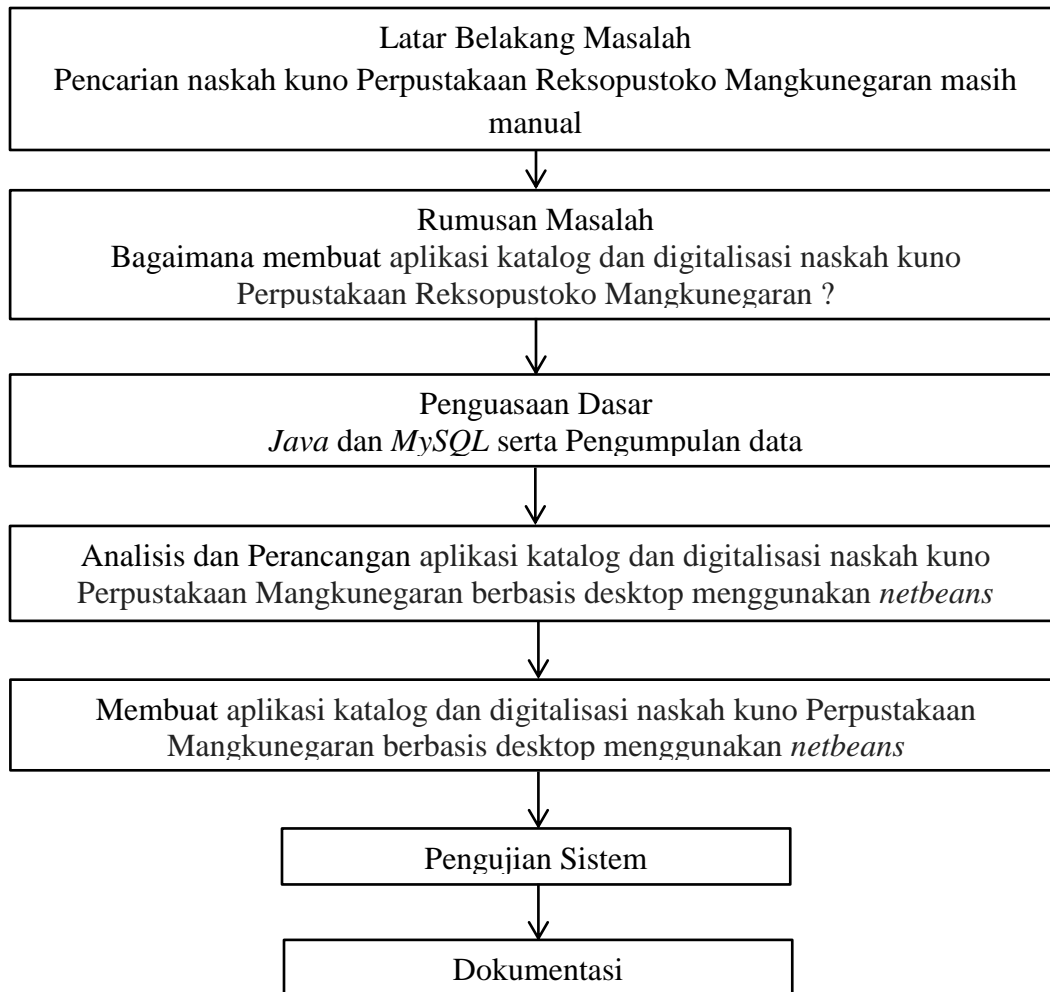 Latar Belakang Masalah
Pencarian naskah kuno Perpustakaan Reksopustoko Mangkunegaran masih
manual
Rumusan Masalah
Bagaimana membuat aplikasi katalog dan digitalisasi naskah kuno
Perpustakaan Reksopustoko Mangkunegaran ?
Penguasaan Dasar
Java dan MySQL serta Pengumpulan data
Analisis dan Perancangan aplikasi katalog dan digitalisasi naskah kuno
Perpustakaan Mangkunegaran berbasis desktop menggunakan netbeans
Membuat aplikasi katalog dan digitalisasi naskah kuno Perpustakaan
Mangkunegaran berbasis desktop menggunakan netbeans
Pengujian Sistem
Dokumentasi